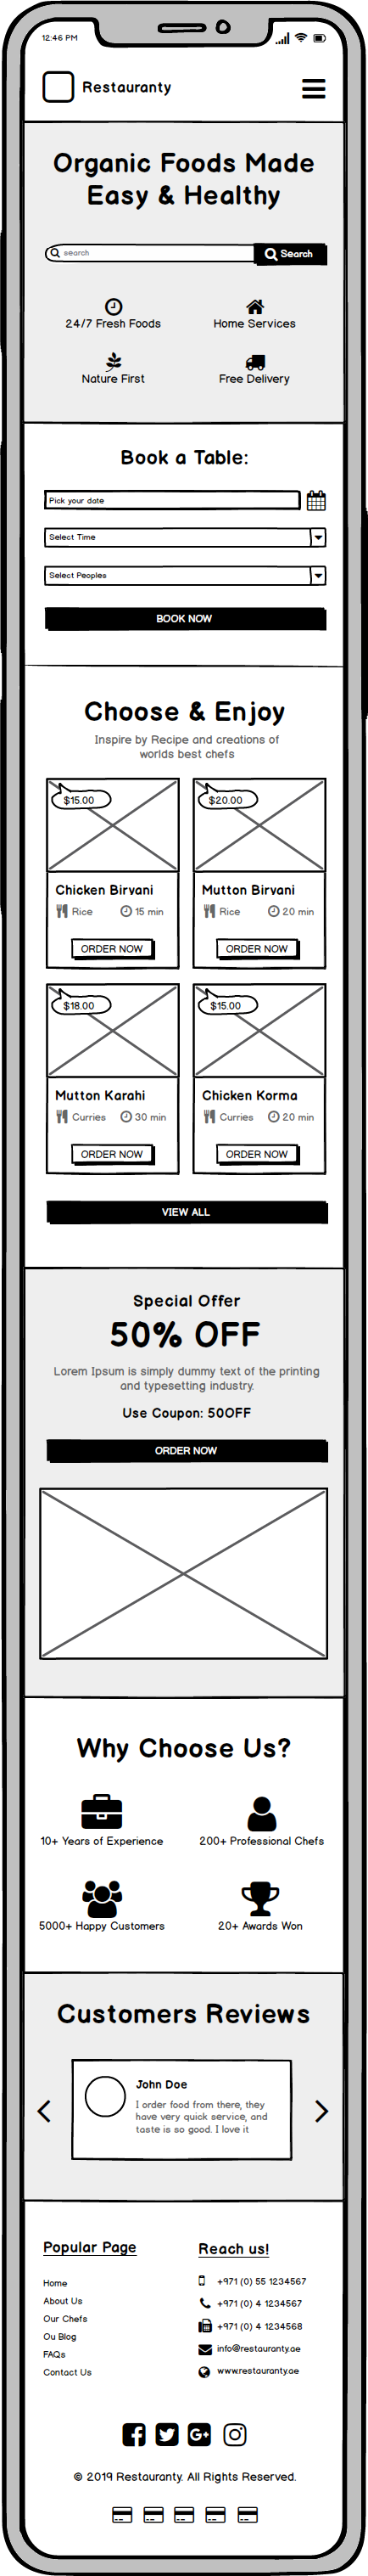 12:46 PM
Restauranty
Organic Foods Made
Easy & Healthy
search
Search
24/7 Fresh Foods
Home Services
Nature First
Free Delivery
Book a Table:
Pick your date
Select Time
Select Peoples
BOOK NOW
Choose & Enjoy
Inspire by Recipe and creations of
worlds best chefs
$15.00
$20.00
Chicken Biryani
Mutton Biryani
Rice
15 min
Rice
20 min
ORDER NOW
ORDER NOW
$18.00
$15.00
Mutton Karahi
Chicken Korma
Curries
30 min
Curries
20 min
ORDER NOW
ORDER NOW
VIEW ALL
Special Offer
50% OFF
Lorem Ipsum is simply dummy text of the printing
and typesetting industry.
Use Coupon: 50OFF
ORDER NOW
Why Choose Us?
10+ Years of Experience
200+ Professional Chefs
5000+ Happy Customers
20+ Awards Won
Customers Reviews
John Doe
I order food from there, they
have very quick service, and
taste is so good. I love it
Popular Page
Home
About Us
Our Chefs
Ou Blog
FAQs
Contact Us
Reach us!
+971 (0) 55 1234567
+971 (0) 4 1234567
+971 (0) 4 1234568
info@restauranty.ae
www.restauranty.ae
© 2019 Restauranty. All Rights Reserved.